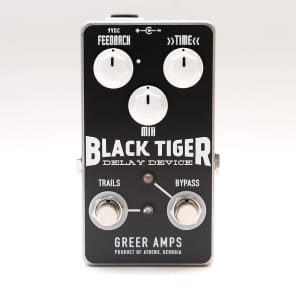 9VDC
FEEDBACK
››TIME‹‹
MIX
BLACK TIGER
DELAY DEVICE
TRAILS
BYPASS
GREER AMPS
PRODUCT OF ATHENS, GEORGIA